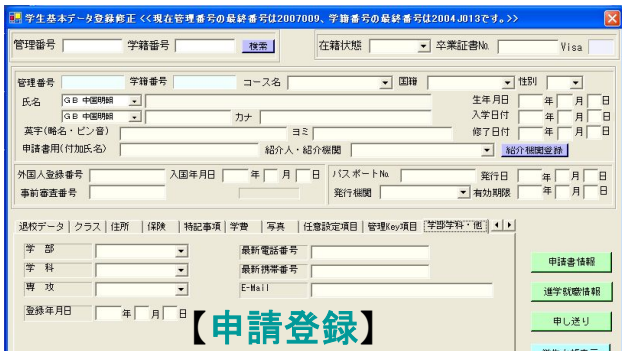 学生基本データ登録修正 <<現在管理番号の最終番号は2007009、学籍番号の最終番号は2004J013です。>>
管理番号 学籍番号 検索 在籍状態 卒業証書No. Visa
管理番号 学籍番号 コース名 国籍 性別
氏名 GB 中国明朝 生年月日 年 月 日
GB 中国明朝 カナ 入学日付 年 月 日
英字(略名・ピン音) ヨミ 修了日付 年 月 日
申請書用(付加氏名) 紹介人・紹介機関 紹介機関登録
外国人登録番号 入国年月日 年 月 日 パスポートNo. 発行日 年 月 日
事前審査番号 発行機関 有効期限 年 月 日
退校データ クラス 住所 保険 特記事項 学費 写真 任意設定項目 管理Key項目 学部学科・他
学 部 最新電話番号
学 科 最新携帯番号
専 攻 E-Mail
登録年月日 年 月 日
申請書情報
進学就職情報
申し送り
【申請登録】